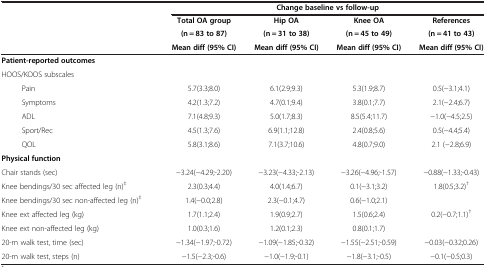 Change baseline vs follow-up
Total OA group Hip OA Knee OA References
(n = 83 to 87) (n = 31 to 38) (n = 45 to 49) (n = 41 to 43)
Mean diff (95% CI) Mean diff (95% CI) Mean diff (95% CI) Mean diff (95% CI)
Patient-reported outcomes
HOOS/KOOS subscales
Pain 5.7(3.3;8.0) 6.1(2.9;9.3) 5.3(1.9;8.7) 0.5(−3.1;4.1)
Symptoms 4.2(1.3;7.2) 4.7(0.1;9.4) 3.8(0.1;7.7) 2.1(−2.4;6.7)
ADL 7.1(4.8;9.3) 5.0(1.7;8.3) 8.5(5.4;11.7) −1.0(−4.5;2.5)
Sport/Rec 4.5(1.3;7.6) 6.9(1.1;12.8) 2.4(0.8;5.6) 0.5(−4.4;5.4)
QOL 5.8(3.1;8.6) 7.1(3.7;10.6) 4.8(0.7;9.0) 2.1 (−2.8;6.9)
Physical function
Chair stands (sec) −3.24(−4.29;-2.20) −3.23(−4.33;-2.13) −3.26(−4.96;-1.57) −0.88(−1.33;-0.43)
Knee bendings/30 sec affected leg (n)‡ 2.3(0.3;4.4) 4.0(1.4;6.7) 0.1(−3.1;3.2) 1.8(0.5;3.2)†
Knee bendings/30 sec non-affected leg (n)‡ 1.4(−0.0;2.8) 2.3(−0.1;4.7) 0.6(−1.0;2.1)
Knee ext affected leg (kg) 1.7(1.1;2.4) 1.9(0.9;2.7) 1.5(0.6;2.4) 0.2(−0.7;1.1)†
Knee ext non-affected leg (kg) 1.0(0.3;1.6) 1.2(0.1;2.3) 0.8(0.1;1.7)
20-m walk test, time (sec) −1.34(−1.97;-0.72) −1.09(−1.85;-0.32) −1.55(−2.51;-0.59) −0.03(−0.32;0.26)
20-m walk test, steps (n) −1.5(−2.3;-0.6) −1.0(−1.9;-0.1) −1.8(−3.1;-0.5) −0.1(−0.5;0.3)